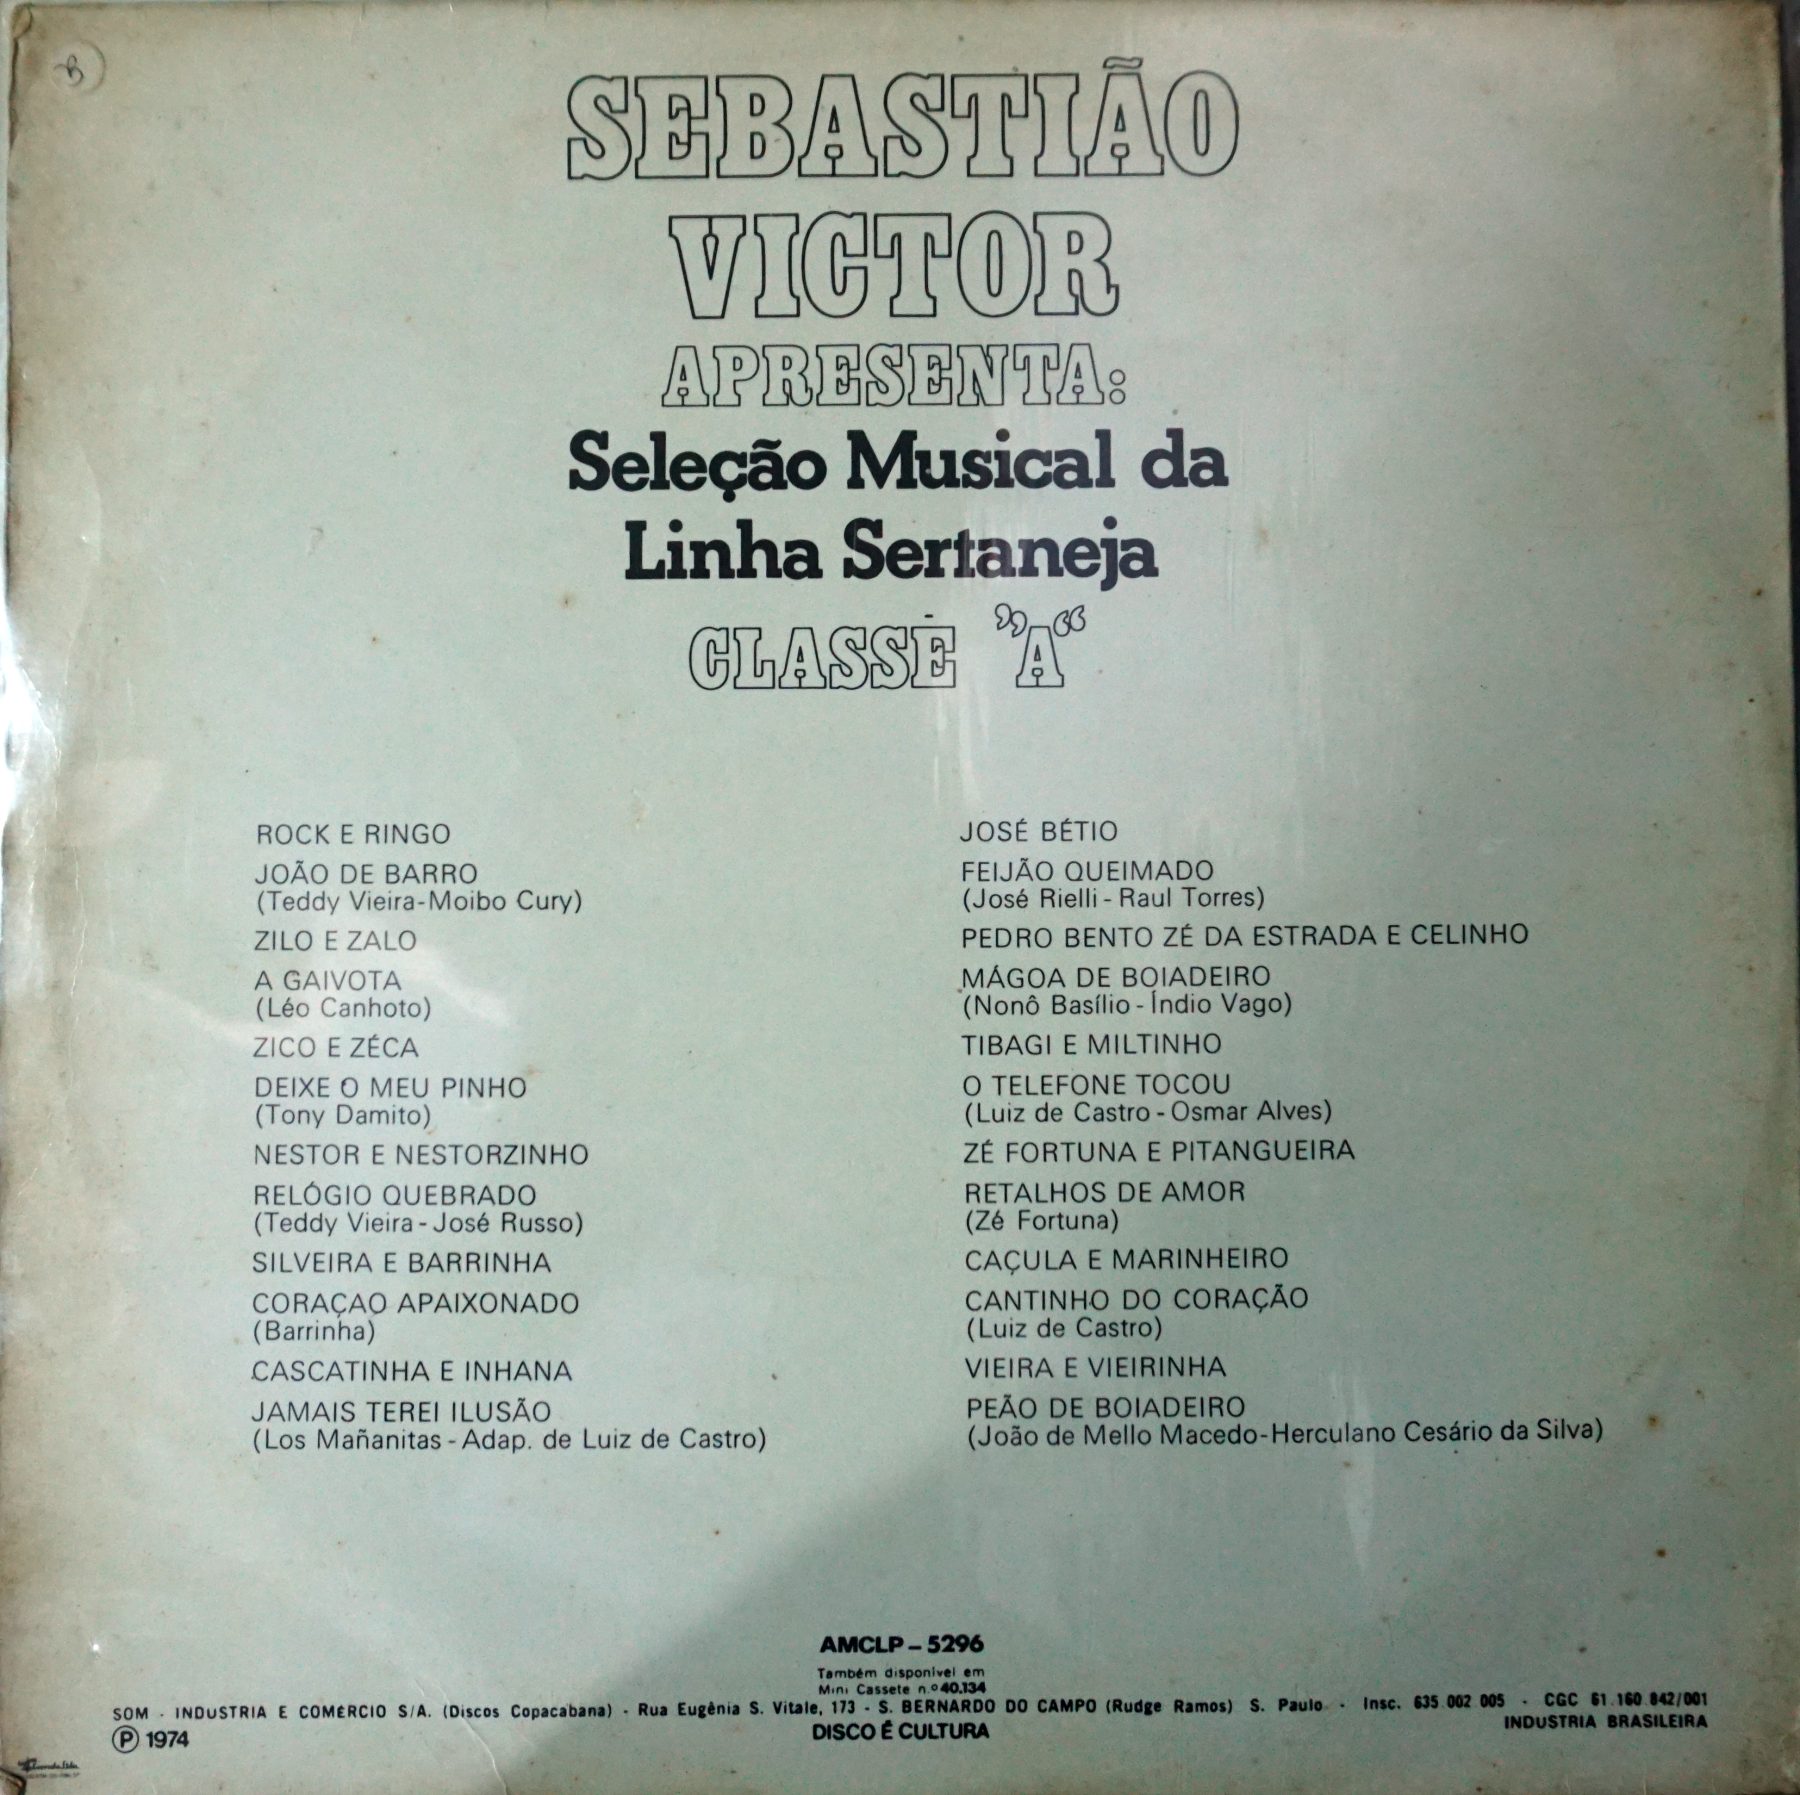 B
SEBASTIÃO
VICTOR
APRESENTA:
Seleção Musical da
Linha Sertaneja
CLASSE "A"
ROCK E RINGO
JOÃO DE BARRO
(Teddy Vieira-Moibo Cury)
ZILO E ZALO
A GAIVOTA
(Léo Canhoto)
ZICO E ZÉCA
DEIXE O MEU PINHO
(Tony Damito)
NESTOR E NESTORZINHO
RELÓGIO QUEBRADO
(Teddy Vieira - José Russo)
SILVEIRA E BARRINHA
CORAÇAO APAIXONADO
(Barrinha)
CASCATINHA E INHANA
JAMAIS TEREI ILUSÃO
(Los Mañanitas - Adap. de Luiz de Castro)
JOSÉ BÉTIO
FEIJÃO QUEIMADO
(José Rielli - Raul Torres)
PEDRO BENTO ZÉ DA ESTRADA E CELINHO
MÁGOA DE BOIADEIRO
(Nonô Basílio - Índio Vago)
TIBAGI E MILTINHO
O TELEFONE TOCOU
(Luiz de Castro - Osmar Alves)
ZÉ FORTUNA E PITANGUEIRA
RETALHOS DE AMOR
(Zé Fortuna)
CAÇULA E MARINHEIRO
CANTINHO DO CORAÇÃO
(Luiz de Castro)
VIEIRA E VIEIRINHA
PEÃO DE BOIADEIRO
(João de Mello Macedo-Herculano Cesário da Silva)
AMCLP - 5296
Também disponível em
Mini Cassete n.º 40.134
SOM - INDUSTRIA E COMERCIO S/A. (Discos Copacabana) - Rua Eugênia S. Vitale, 173 - S. BERNARDO DO CAMPO (Rudge Ramos) S. Paulo - Insc. 635 002 005 - CGC 61.160.842/001
℗ 1974
DISCO É CULTURA
INDUSTRIA BRASILEIRA